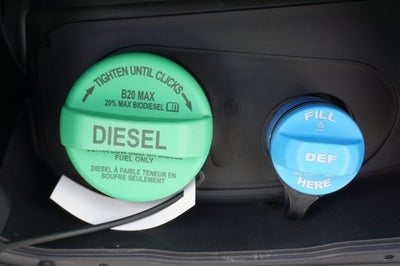 TIGHTEN UNTIL CLICKS
B20 MAX
20% MAX BIODIESEL
DIESEL
FUEL ONLY
DIESEL À FAIBLE TENEUR EN
SOUFRE SEULEMENT
FILL
DEF
HERE